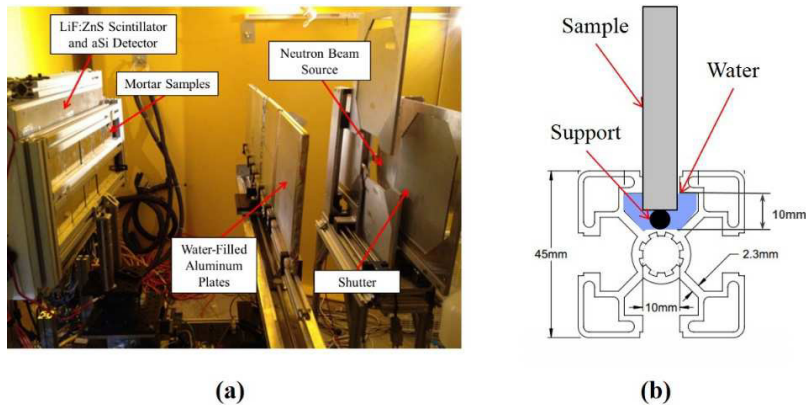 LiF:ZnS Scintillator
and aSi Detector
Mortar Samples
Neutron Beam
Source
Water-Filled
Aluminum
Plates
Shutter
(a)
Sample
Water
Support
10mm
45mm
2.3mm
10mm
(b)